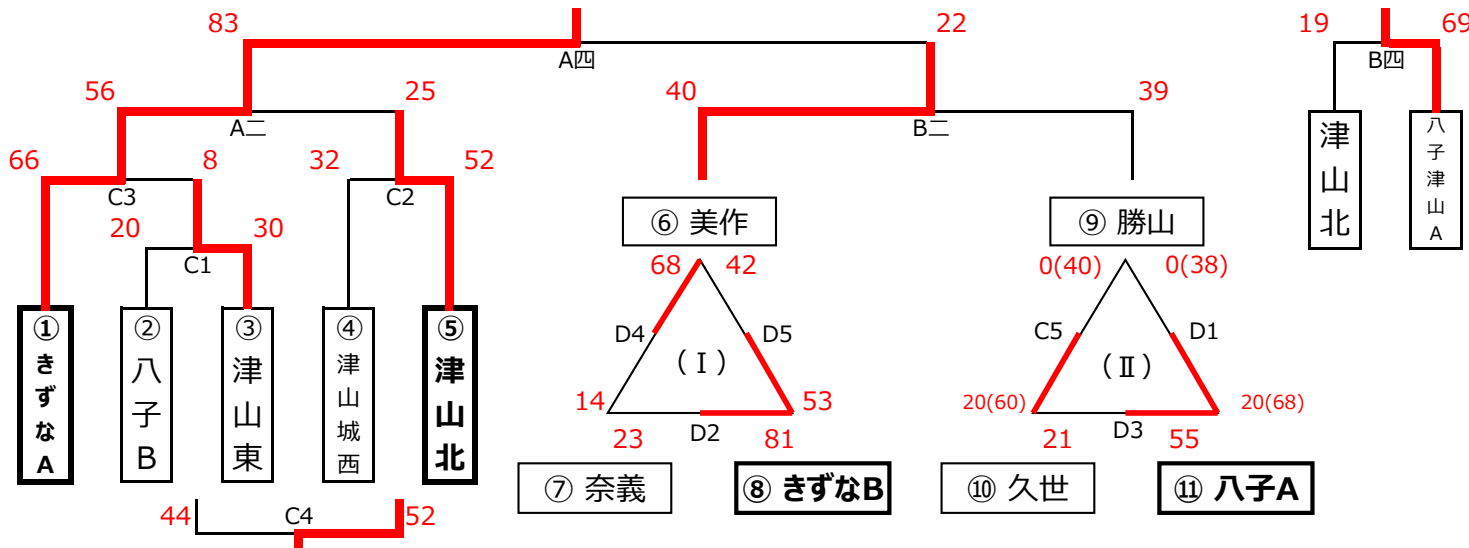 83
22
19
69
A四
B四
56
25
40
39
A二
B二
66
8
32
52
C3
C2
20
30
C1
津山北
八子津山A
⑥ 美作
⑨ 勝山
68
42
0(40)
0(38)
D4
D5
C5
D1
(Ⅰ)
(Ⅱ)
① きずなA
② 八子B
③ 津山東
④ 津山城西
⑤ 津山北
14
53
20(60)
20(68)
23
D2
81
21
D3
55
⑦ 奈義
⑧ きずなB
⑩ 久世
⑪ 八子A
44
C4
52